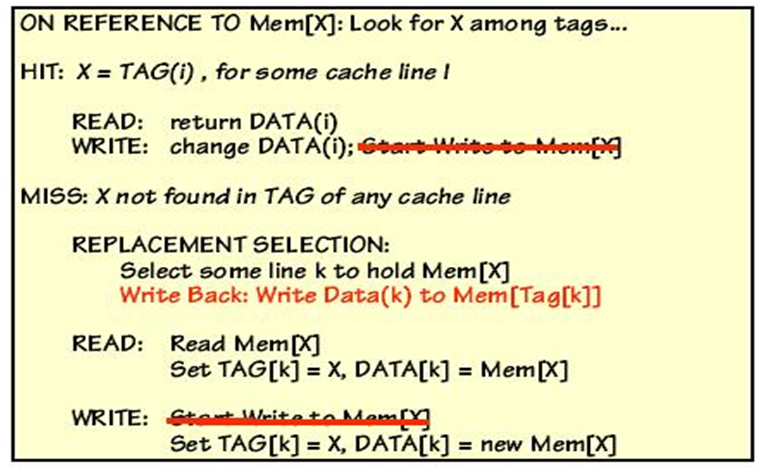 ON REFERENCE TO Mem[X]: Look for X among tags...
HIT: X = TAG(i) , for some cache line I
READ: return DATA(i)
WRITE: change DATA(i); Start Write to Mem[X]
MISS: X not found in TAG of any cache line
REPLACEMENT SELECTION:
Select some line k to hold Mem[X]
Write Back: Write Data(k) to Mem[Tag[k]]
READ: Read Mem[X]
Set TAG[k] = X, DATA[k] = Mem[X]
WRITE: Start Write to Mem[X]
Set TAG[k] = X, DATA[k] = new Mem[X]